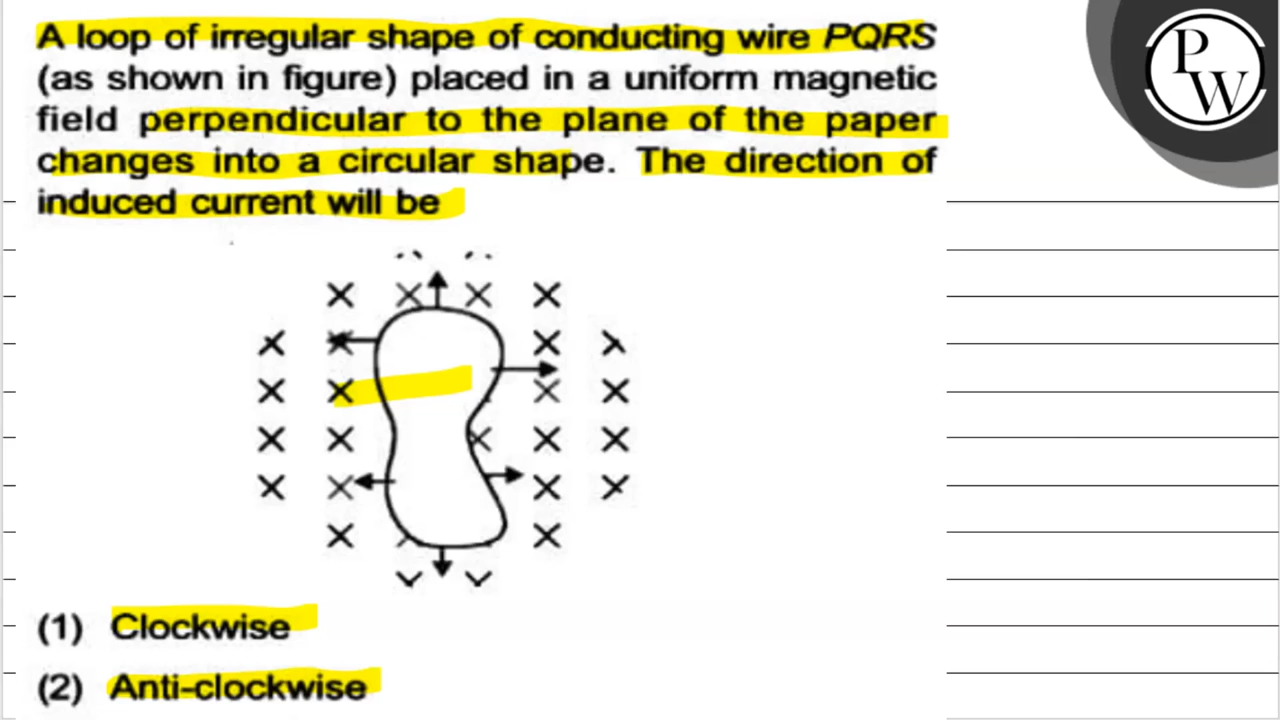 A loop of irregular shape of conducting wire PQRS
(as shown in figure) placed in a uniform magnetic
field perpendicular to the plane of the paper
changes into a circular shape. The direction of
induced current will be
(1) Clockwise
(2) Anti-clockwise
P
W